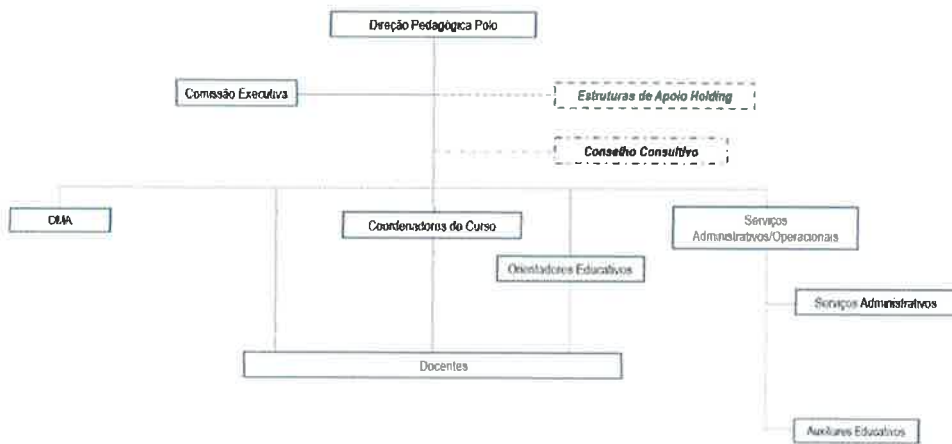 Direção Pedagógica Polo
Comissão Executiva
Estruturas de Apoio Holding
Conselho Consultivo
DMA
Coordenadores de Curso
Serviços
Administrativos/Operacionais
Orientadores Educativos
Serviços Administrativos
Docentes
Auxiliares Educativos